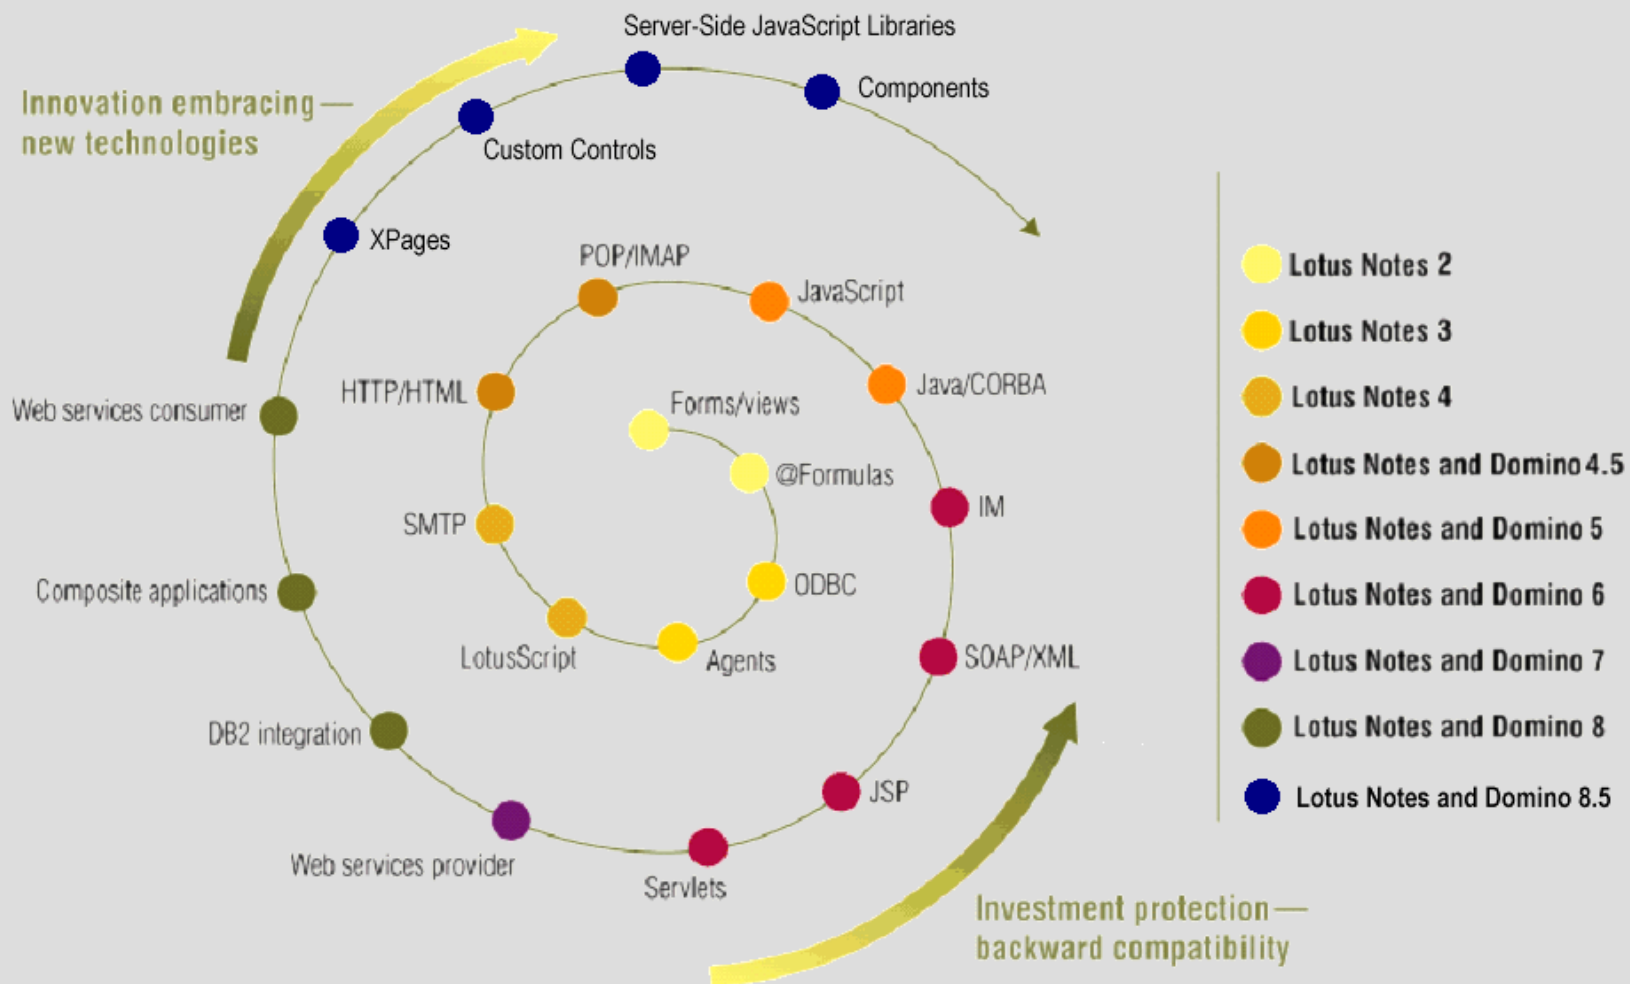 Server-Side JavaScript Libraries
Components
Innovation embracing—
new technologies
Custom Controls
XPages
POP/IMAP
JavaScript
HTTP/HTML
Java/CORBA
Forms/views
Web services consumer
@Formulas
SMTP
IM
ODBC
Composite applications
LotusScript
Agents
SOAP/XML
DB2 integration
JSP
Web services provider
Servlets
Investment protection—
backward compatibility
Lotus Notes 2
Lotus Notes 3
Lotus Notes 4
Lotus Notes and Domino 4.5
Lotus Notes and Domino 5
Lotus Notes and Domino 6
Lotus Notes and Domino 7
Lotus Notes and Domino 8
Lotus Notes and Domino 8.5